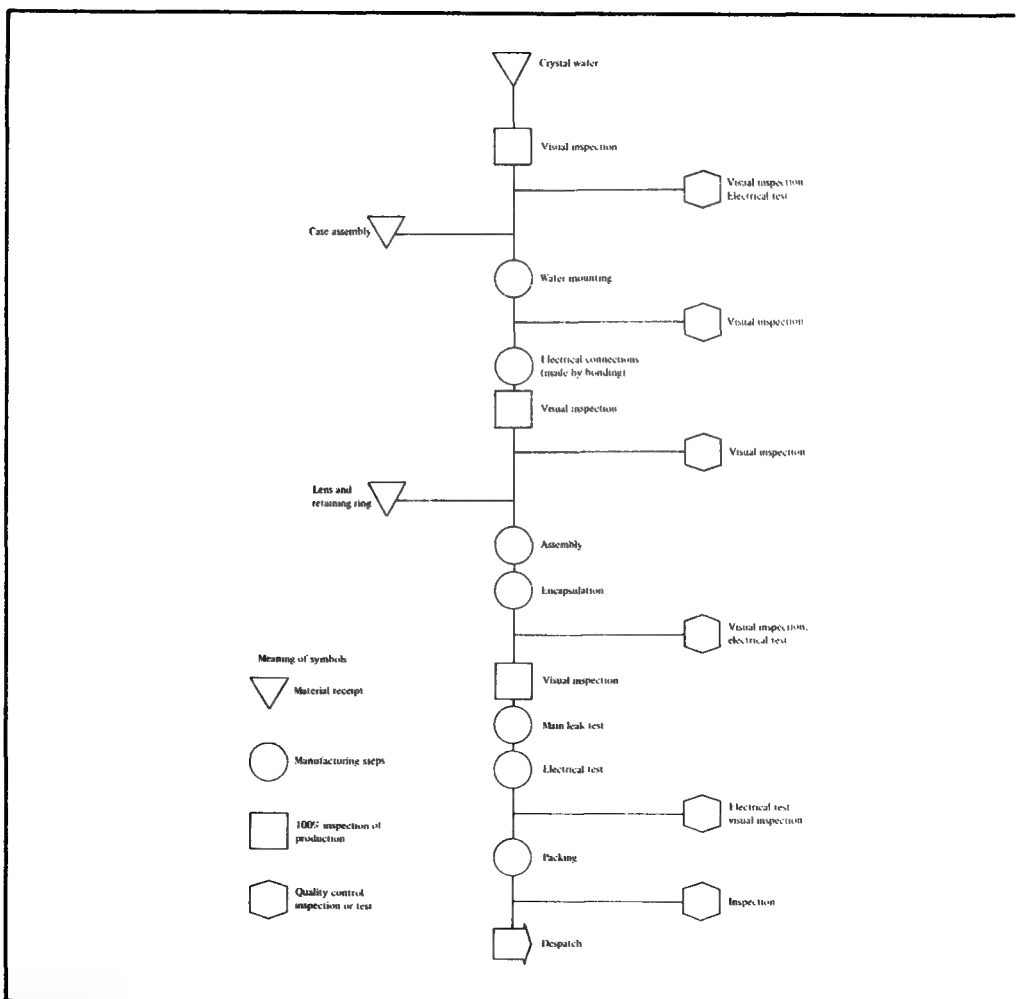 Crystal water
Visual inspection
Visual inspection
Electrical test
Case assembly
Water mounting
Visual inspection
Electrical connections
(made by bonding)
Visual inspection
Visual inspection
Lens and
retaining ring
Assembly
Encapsulation
Visual inspection,
electrical test
Meaning of symbols
Visual inspection
Material receipt
Main leak test
Manufacturing steps
Electrical test
Electrical test
visual inspection
100% inspection of
production
Packing
Quality control
inspection or test
Inspection
Despatch